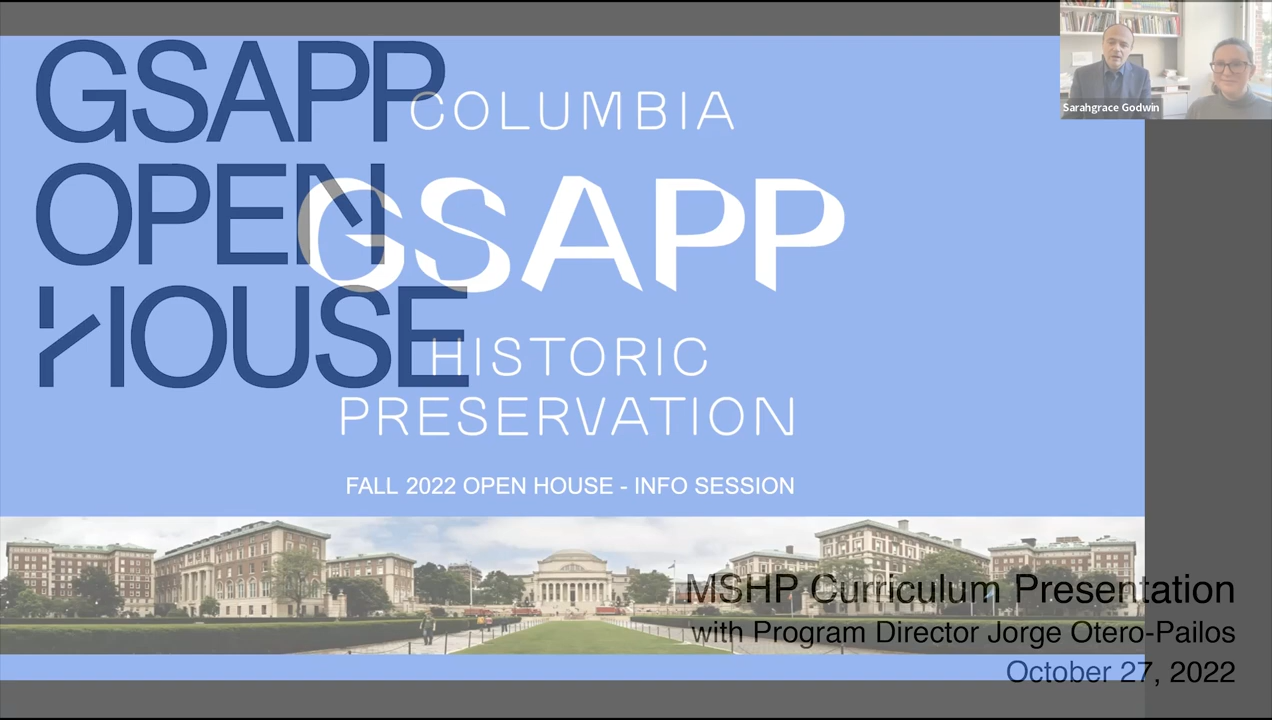 GSAPP
OPEN
HOUSE
COLUMBIA
GSAPP
HISTORIC
PRESERVATION
FALL 2022 OPEN HOUSE - INFO SESSION
Sarahgrace Godwin
MSHP Curriculum Presentation
with Program Director Jorge Otero-Pailos
October 27, 2022